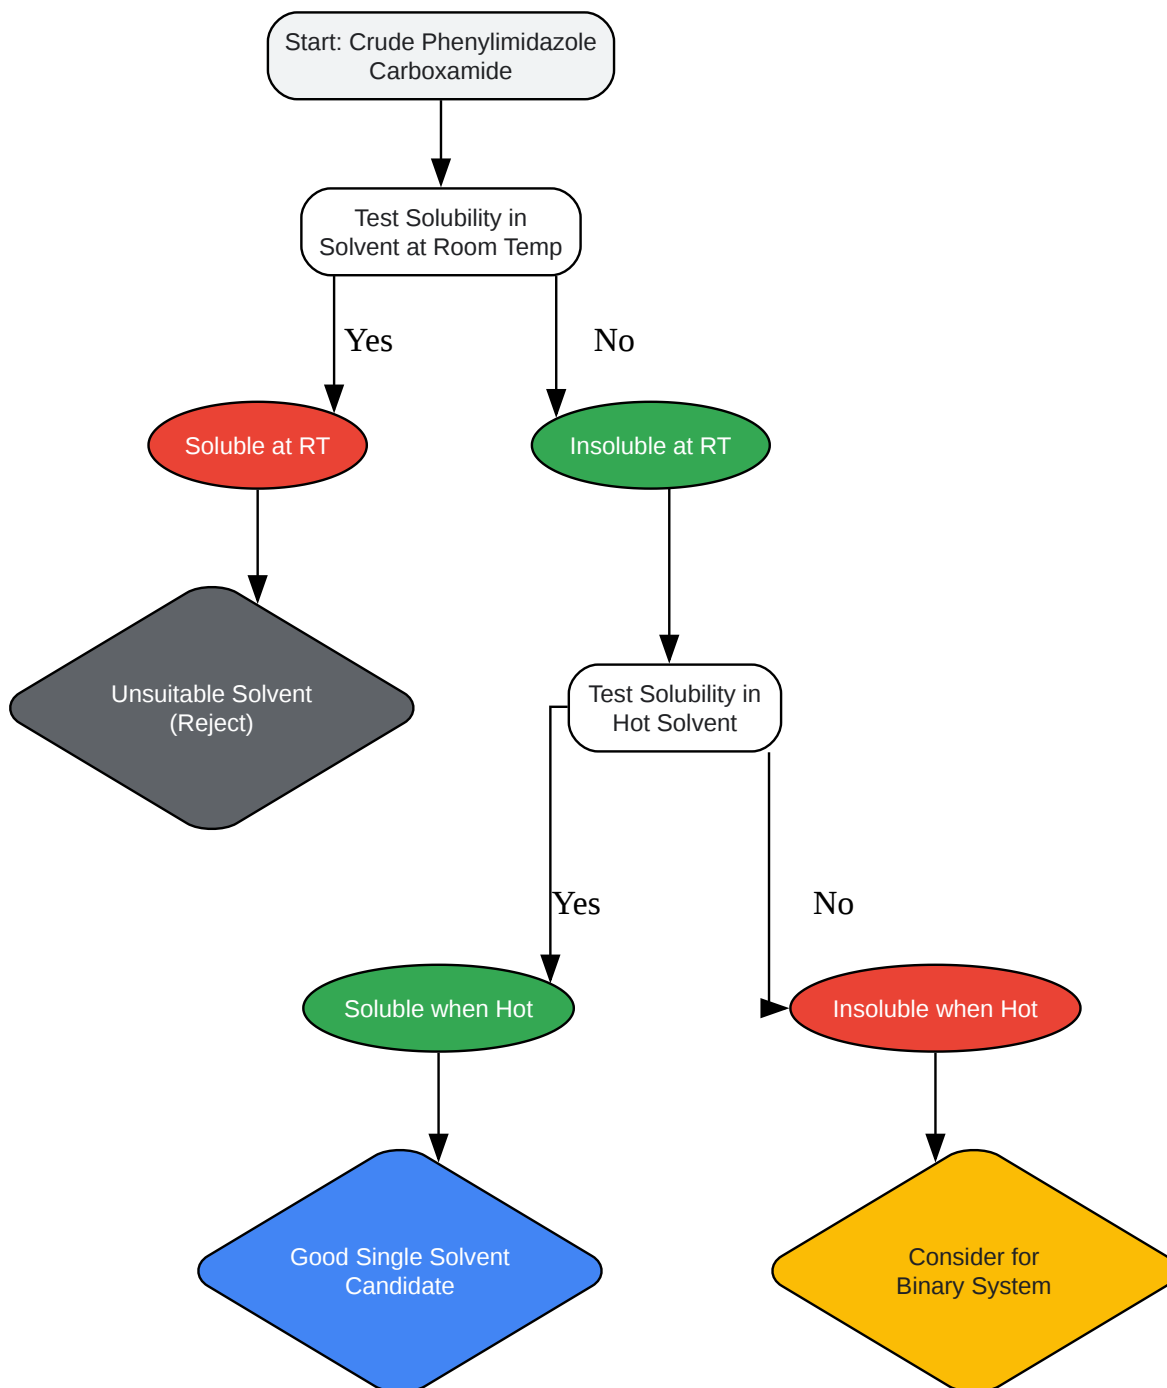 Start: Crude Phenylimidazole
Carboxamide
Test Solubility in
Solvent at Room Temp
Yes
No
Soluble at RT
Insoluble at RT
Unsuitable Solvent
(Reject)
Test Solubility in
Hot Solvent
Yes
No
Soluble when Hot
Insoluble when Hot
Good Single Solvent
Candidate
Consider for
Binary System